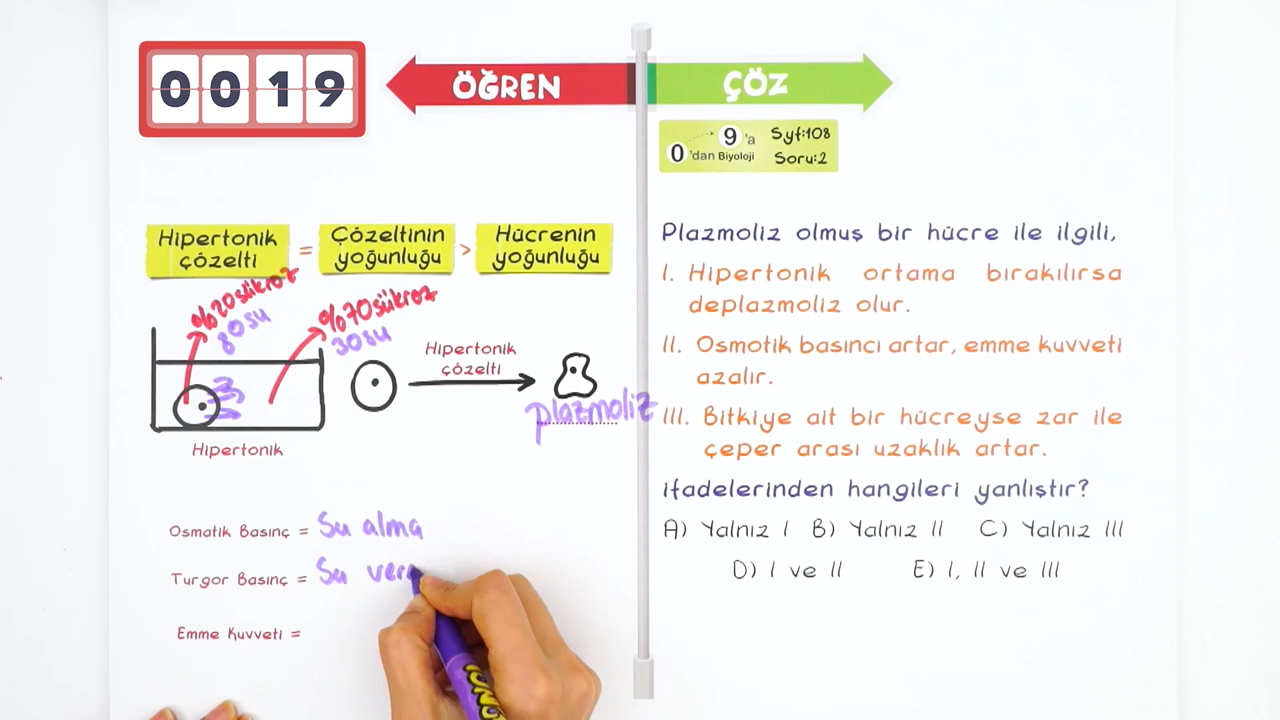 0019
ÖĞREN
ÇÖZ
0'dan 9'a Biyoloji
Syf:108
Soru:2
Hipertonik çözelti = Çözeltinin yoğunluğu > Hücrenin yoğunluğu
%20 sükroz
80 su
%70 sükroz
30 su
Hipertonik
çözelti
plazmoliz
Hipertonik
Osmatik Basınç = Su alma
Turgor Basınç = Su
Emme Kuvveti =
Plazmoliz olmuş bir hücre ile ilgili,
I. Hipertonik ortama bırakılırsa
deplazmoliz olur.
II. Osmotik basıncı artar, emme kuvveti
azalır.
III. Bitkiye ait bir hücreyse zar ile
çeper arası uzaklık artar.
ifadelerinden hangileri yanlıştır?
A) Yalnız I B) Yalnız II C) Yalnız III
D) I ve II E) I, II ve III